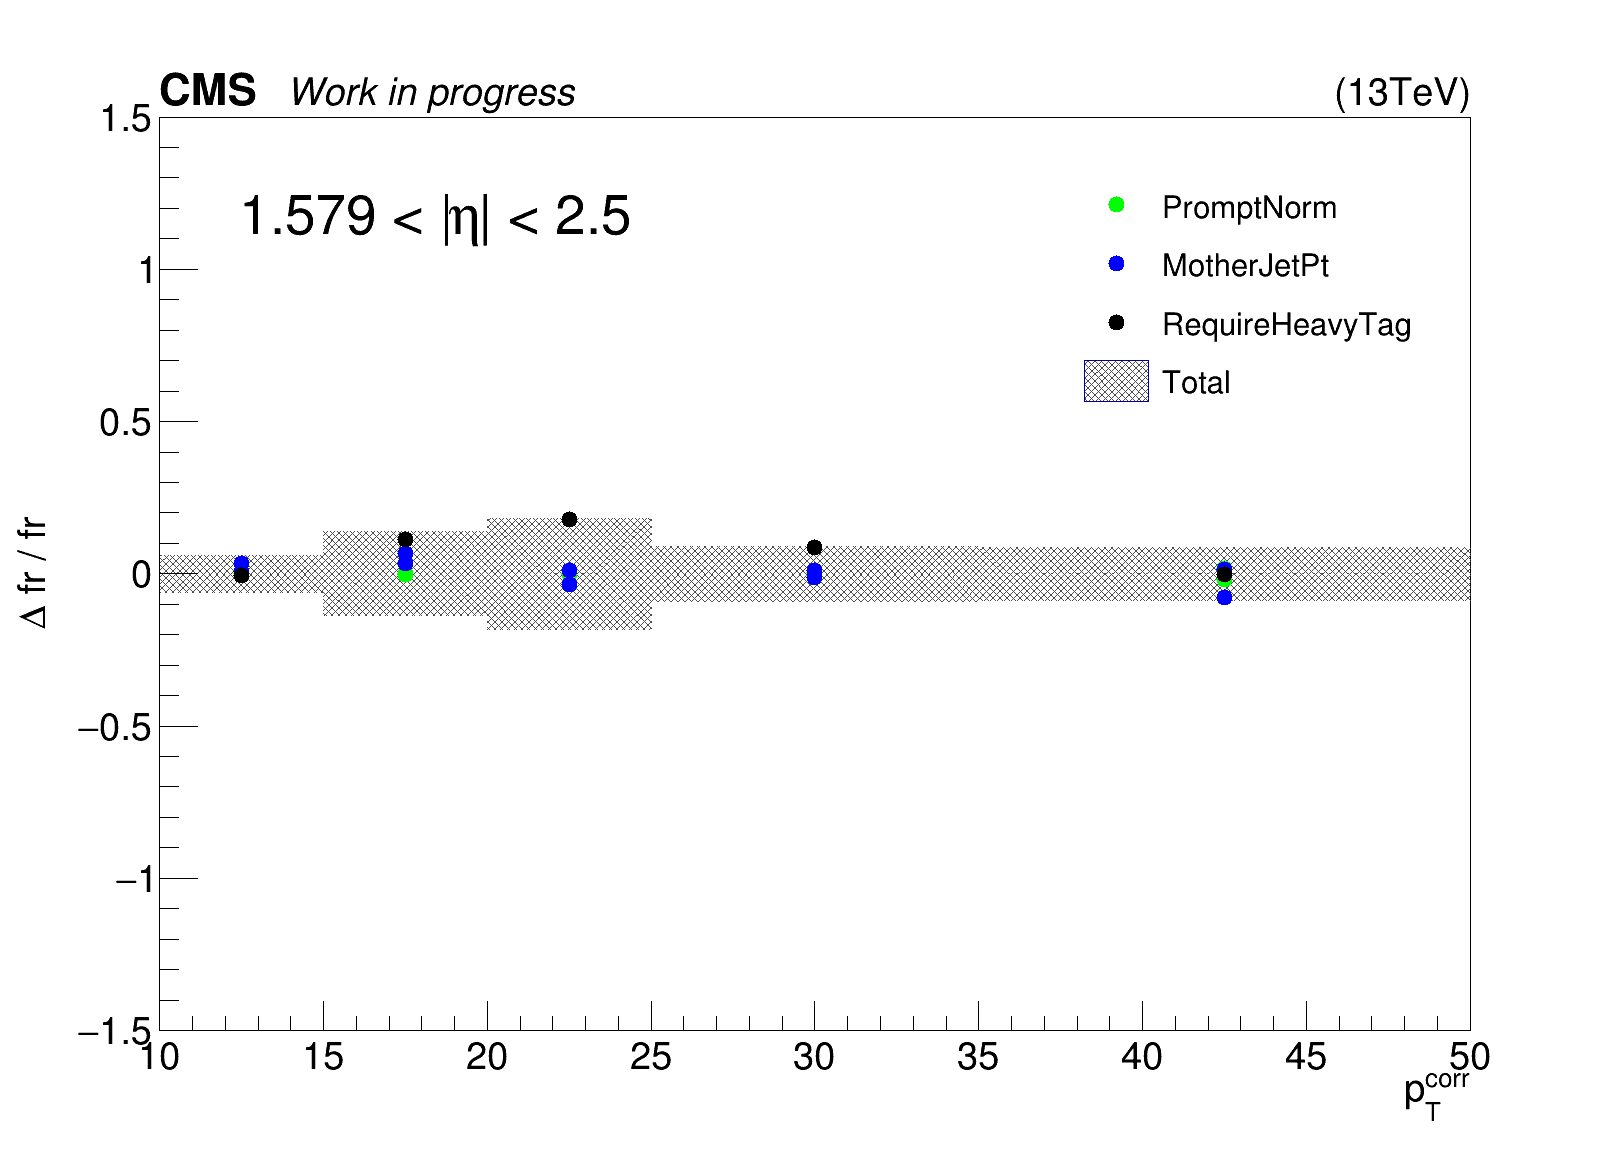 CMS Work in progress (13TeV)
1.579 < |η| < 2.5
PromptNorm
MotherJetPt
RequireHeavyTag
Total
Δ fr / fr
1.5
1
0.5
0
−0.5
−1
−1.5
10 15 20 25 30 35 40 45 50
p_T^corr